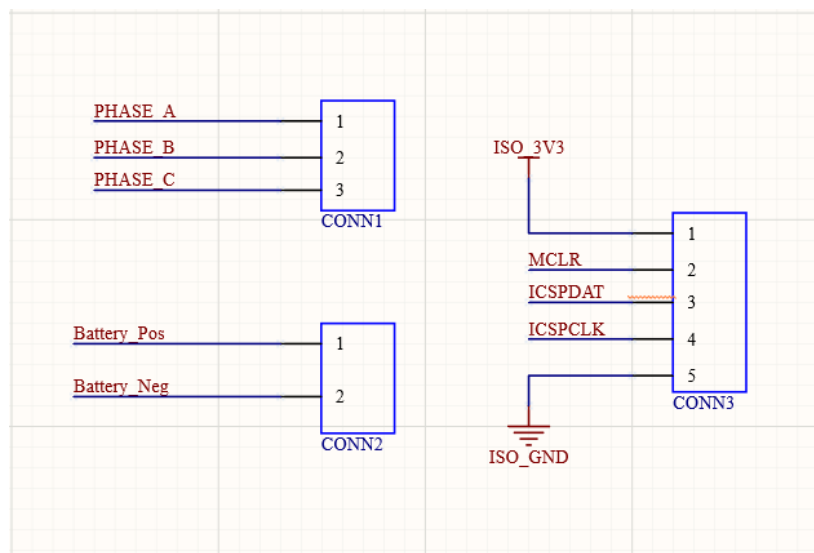 PHASE_A
1
PHASE_B
2
PHASE_C
3
CONN1
Battery_Pos
1
Battery_Neg
2
CONN2
ISO_3V3
1
MCLR
2
ICSPDAT
3
ICSPCLK
4
5
CONN3
ISO_GND